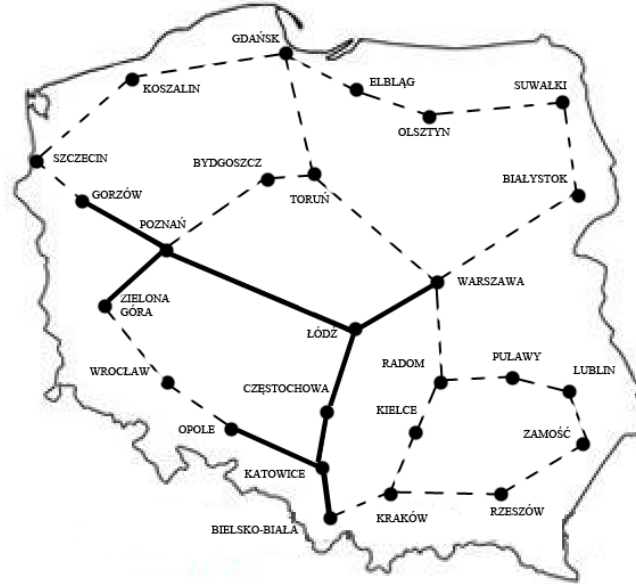 GDAŃSK
KOSZALIN
ELBLĄG
SUWAŁKI
OLSZTYN
SZCZECIN
BYDGOSZCZ
GORZÓW
TORUŃ
BIAŁYSTOK
POZNAŃ
WARSZAWA
ZIELONA
GÓRA
ŁÓDŹ
RADOM
PUŁAWY
WROCŁAW
LUBLIN
CZĘSTOCHOWA
KIELCE
OPOLE
ZAMOŚĆ
KATOWICE
KRAKÓW
RZESZÓW
BIELSKO-BIAŁA